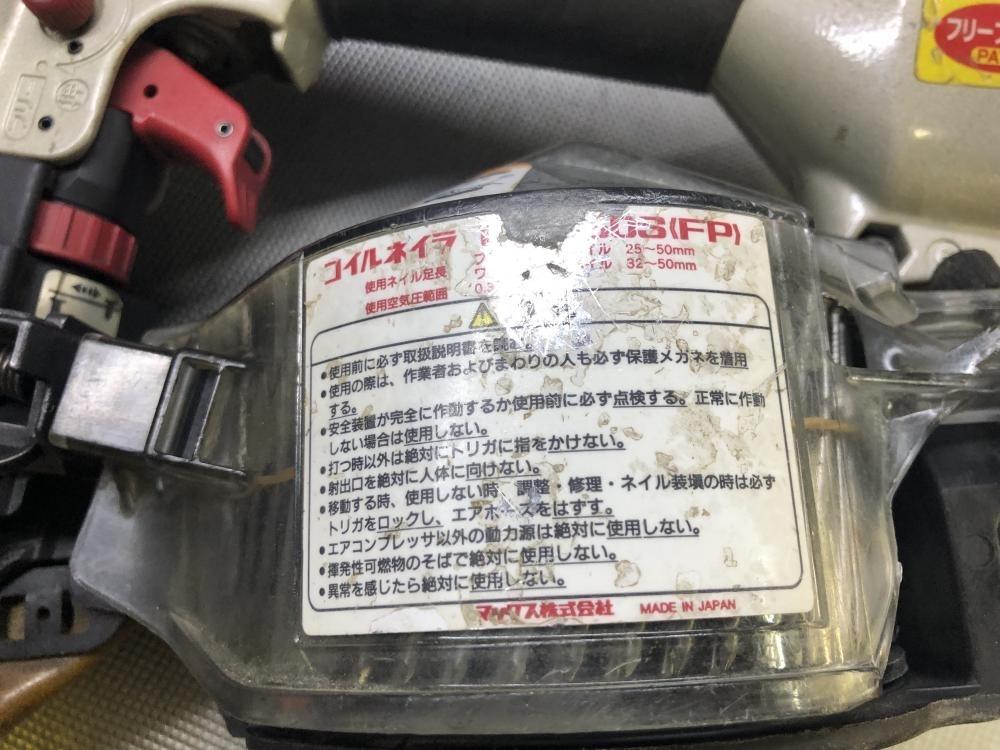 フリー
PA
フリー
コイルネイラ
(FP)
使用ネイル足長
25〜50mm
32〜50mm
使用空気圧範囲
●使用前に必ず取扱説明書を読
●使用の際は、作業者およびまわりの人も必ず保護メガネを着用
する。
●安全装置が完全に作動するか使用前に必ず点検する。正常に作動
しない場合は使用しない。
●打つ時以外は絶対にトリガに指をかけない。
●射出口を絶対に人体に向けない。
●移動する時、使用しない時 調整・修理・ネイル装填の時は必ず
トリガをロックし、エアホースをはずす。
●エアコンプレッサ以外の動力源は絶対に使用しない。
●揮発性可燃物のそばで絶対に使用しない。
●異常を感じたら絶対に使用しない。
マックス株式会社 MADE IN JAPAN